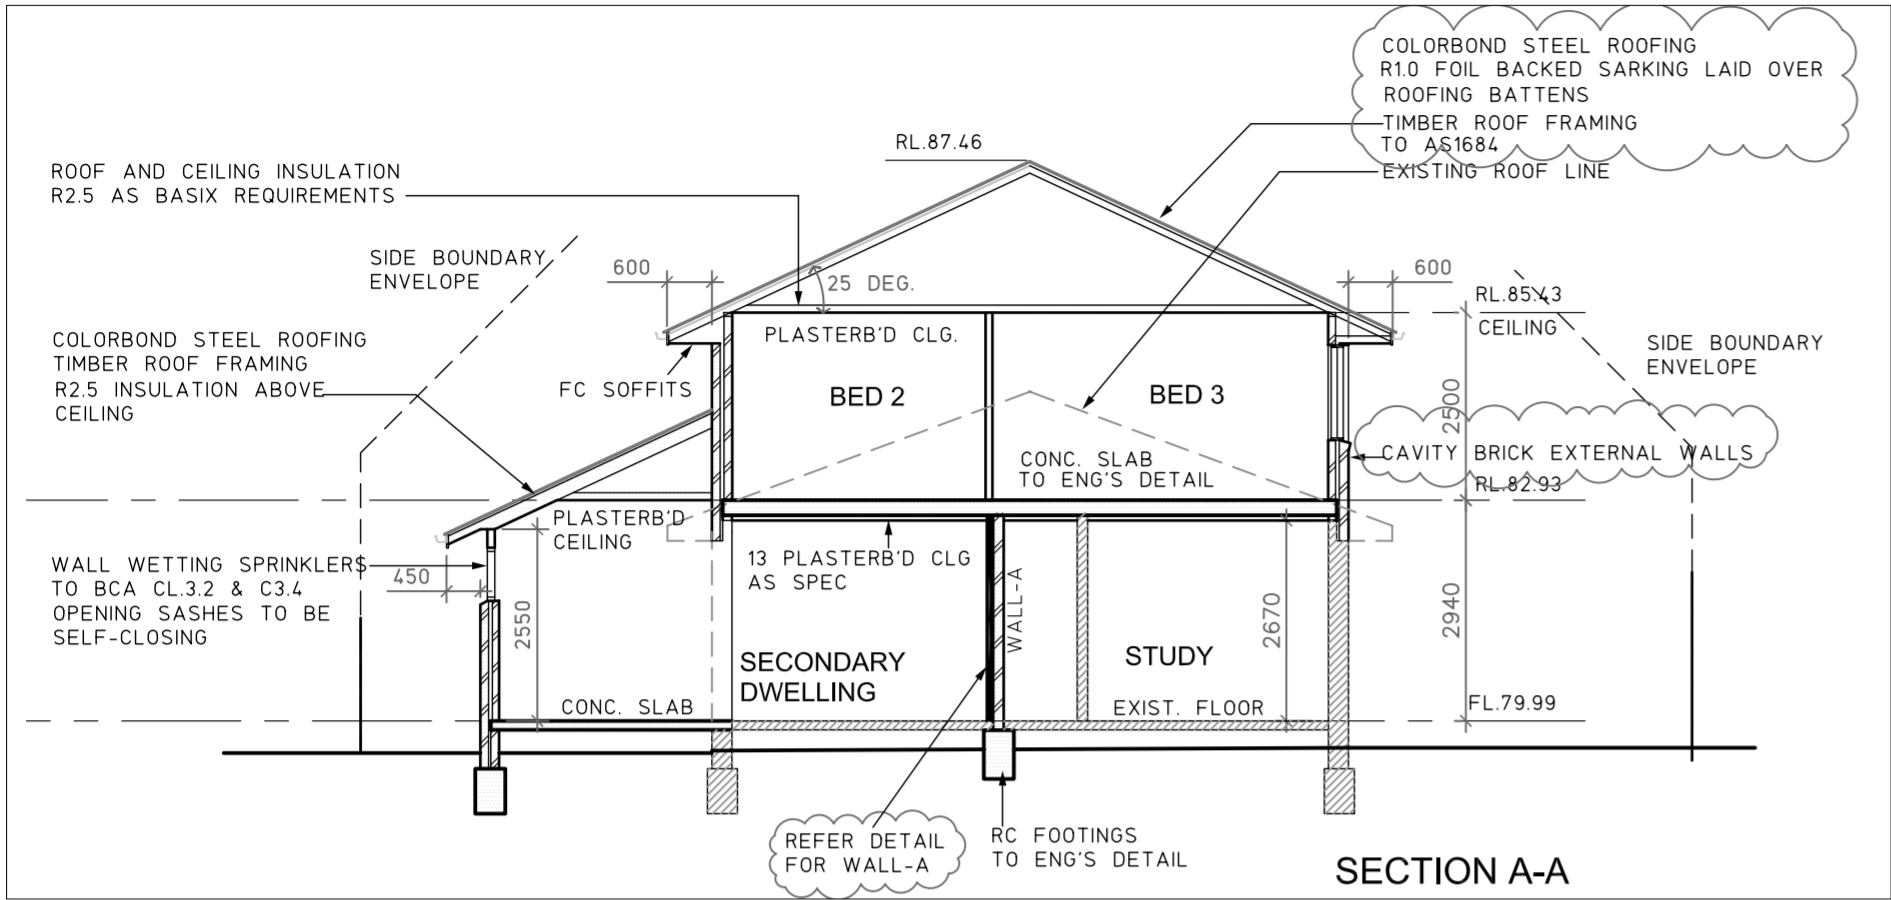 COLORBOND STEEL ROOFING
R1.0 FOIL BACKED SARKING LAID OVER
ROOFING BATTENS
TIMBER ROOF FRAMING
TO AS1684
EXISTING ROOF LINE
RL.87.46
ROOF AND CEILING INSULATION
R2.5 AS BASIX REQUIREMENTS
SIDE BOUNDARY
ENVELOPE
600
25 DEG.
600
RL.85.43
CEILING
SIDE BOUNDARY
ENVELOPE
COLORBOND STEEL ROOFING
TIMBER ROOF FRAMING
R2.5 INSULATION ABOVE
CEILING
FC SOFFITS
PLASTERB'D CLG.
BED 2
BED 3
2500
CONC. SLAB
TO ENG'S DETAIL
CAVITY BRICK EXTERNAL WALLS
RL.82.93
PLASTERB'D
CEILING
13 PLASTERB'D CLG
AS SPEC
WALL WETTING SPRINKLERS
TO BCA CL.3.2 & C3.4
OPENING SASHES TO BE
SELF-CLOSING
450
2550
WALL-A
2670
2940
SECONDARY
DWELLING
STUDY
CONC. SLAB
EXIST. FLOOR
FL.79.99
REFER DETAIL
FOR WALL-A
RC FOOTINGS
TO ENG'S DETAIL
SECTION A-A